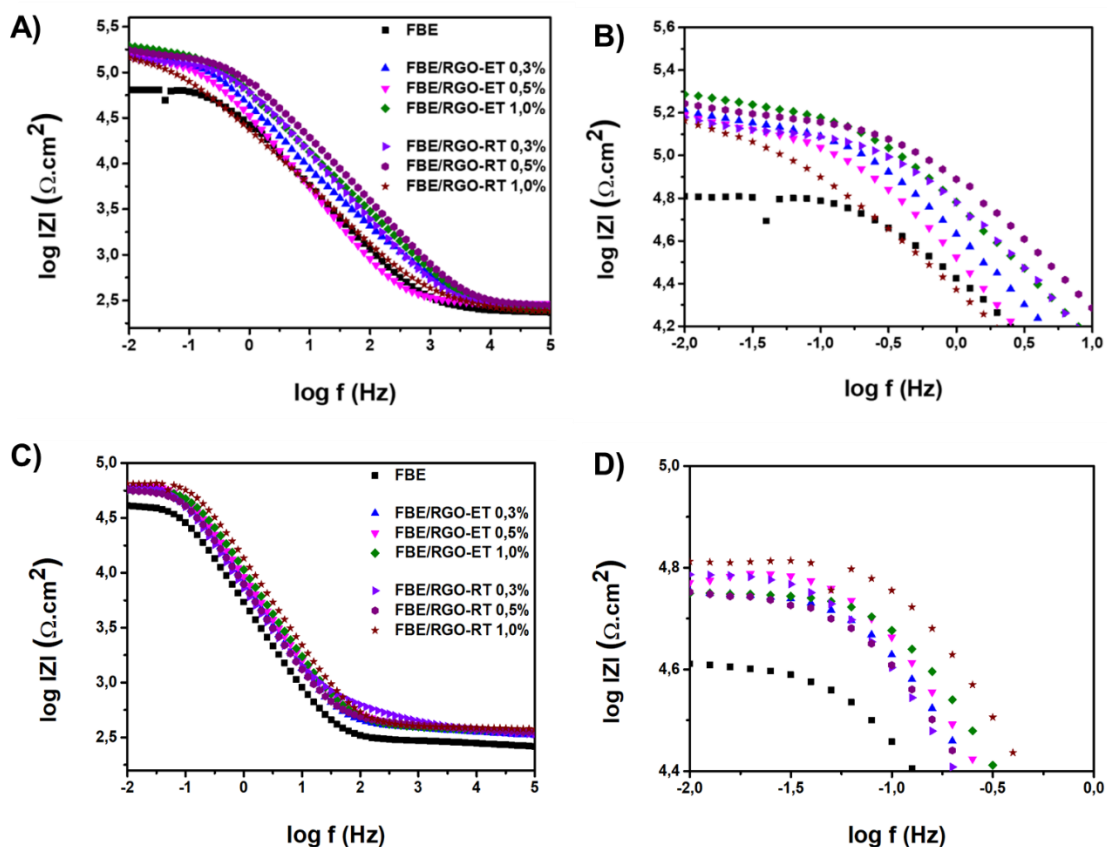 A)
5,5
5,0
4,5
4,0
3,5
3,0
2,5
log IZI (Ω.cm²)
-2 -1 0 1 2 3 4 5
log f (Hz)
FBE
FBE/RGO-ET 0,3%
FBE/RGO-ET 0,5%
FBE/RGO-ET 1,0%
FBE/RGO-RT 0,3%
FBE/RGO-RT 0,5%
FBE/RGO-RT 1,0%
B)
5,6
5,4
5,2
5,0
4,8
4,6
4,4
4,2
log IZI (Ω.cm²)
-2,0 -1,5 -1,0 -0,5 0,0 0,5 1,0
log f (Hz)
C)
5,0
4,5
4,0
3,5
3,0
2,5
log IZI (Ω.cm²)
-2 -1 0 1 2 3 4 5
log f (Hz)
FBE
FBE/RGO-ET 0,3%
FBE/RGO-ET 0,5%
FBE/RGO-ET 1,0%
FBE/RGO-RT 0,3%
FBE/RGO-RT 0,5%
FBE/RGO-RT 1,0%
D)
5,0
4,8
4,6
4,4
log IZI (Ω.cm²)
-2,0 -1,5 -1,0 -0,5 0,0
log f (Hz)